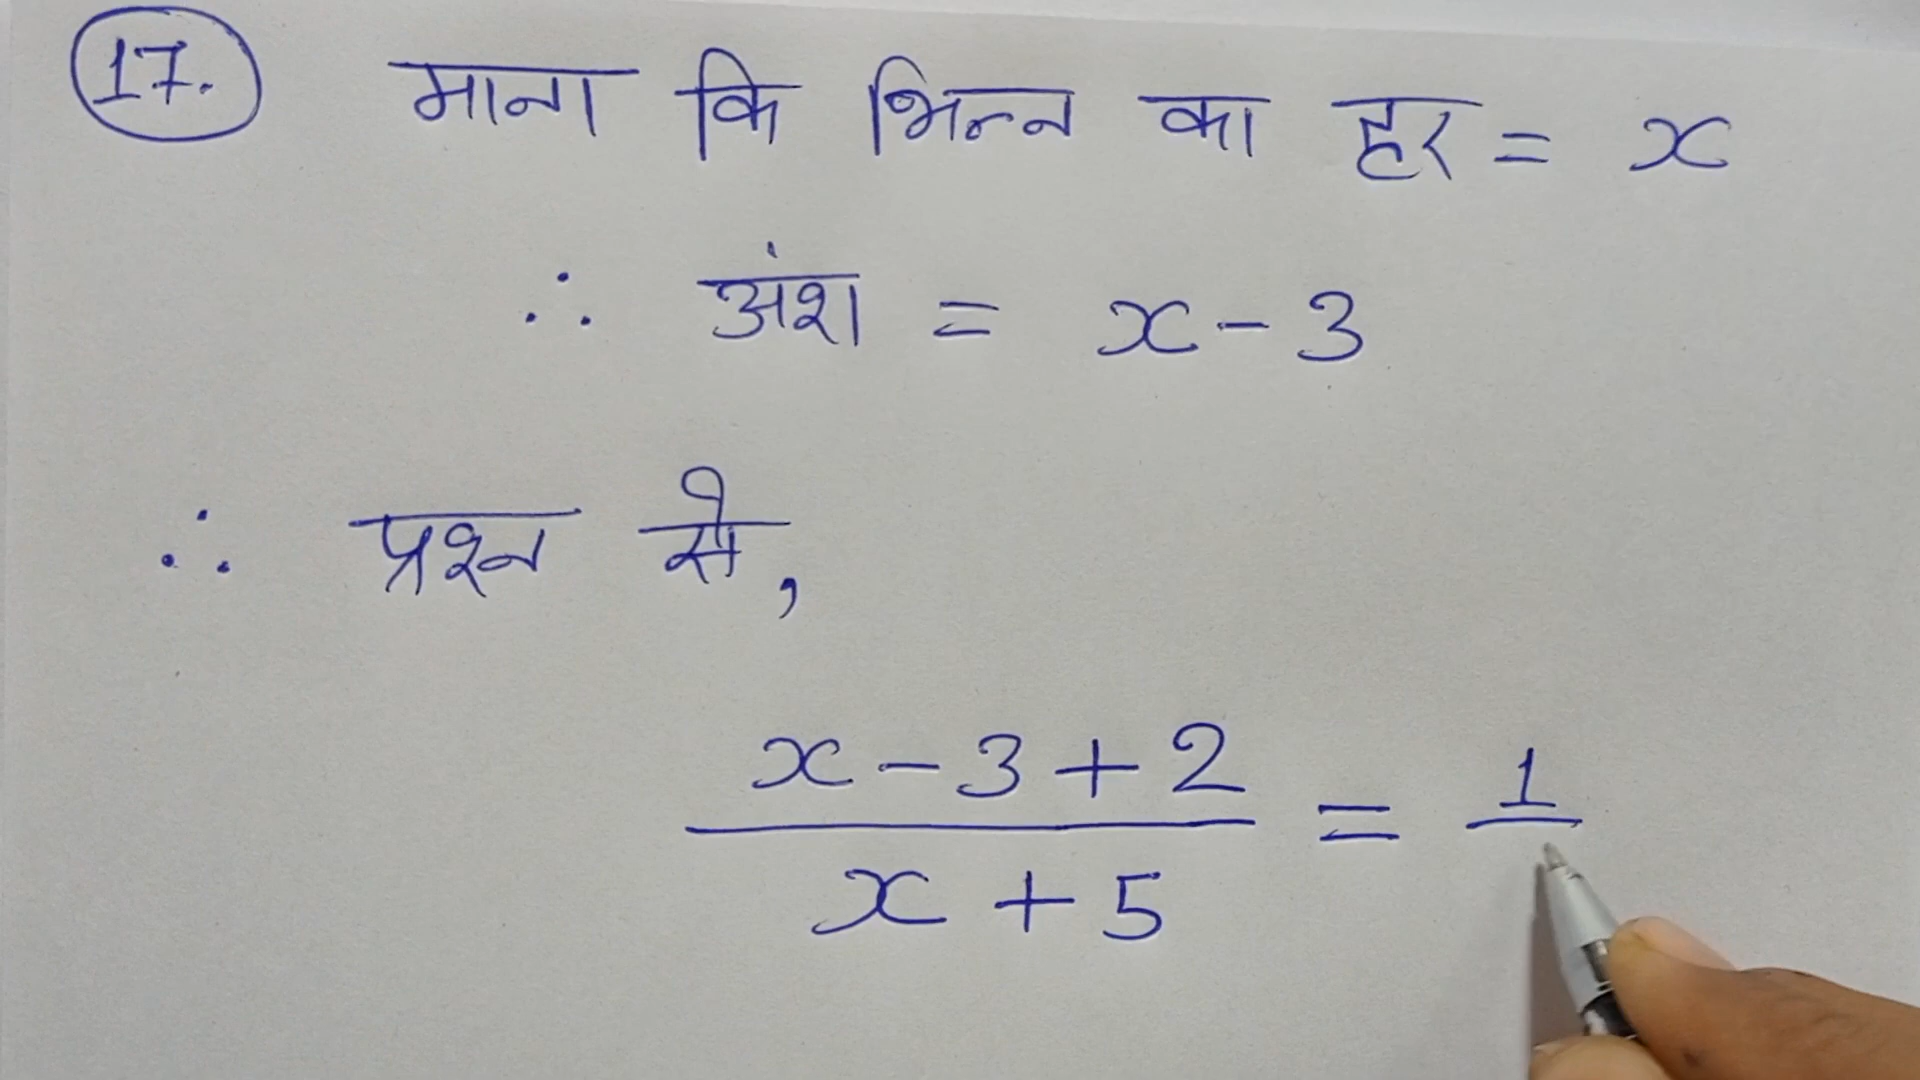 17. माना कि भिन्न का हर = x
∴ अंश = x - 3
∴ प्रश्न से,
x - 3 + 2 = 1
x + 5